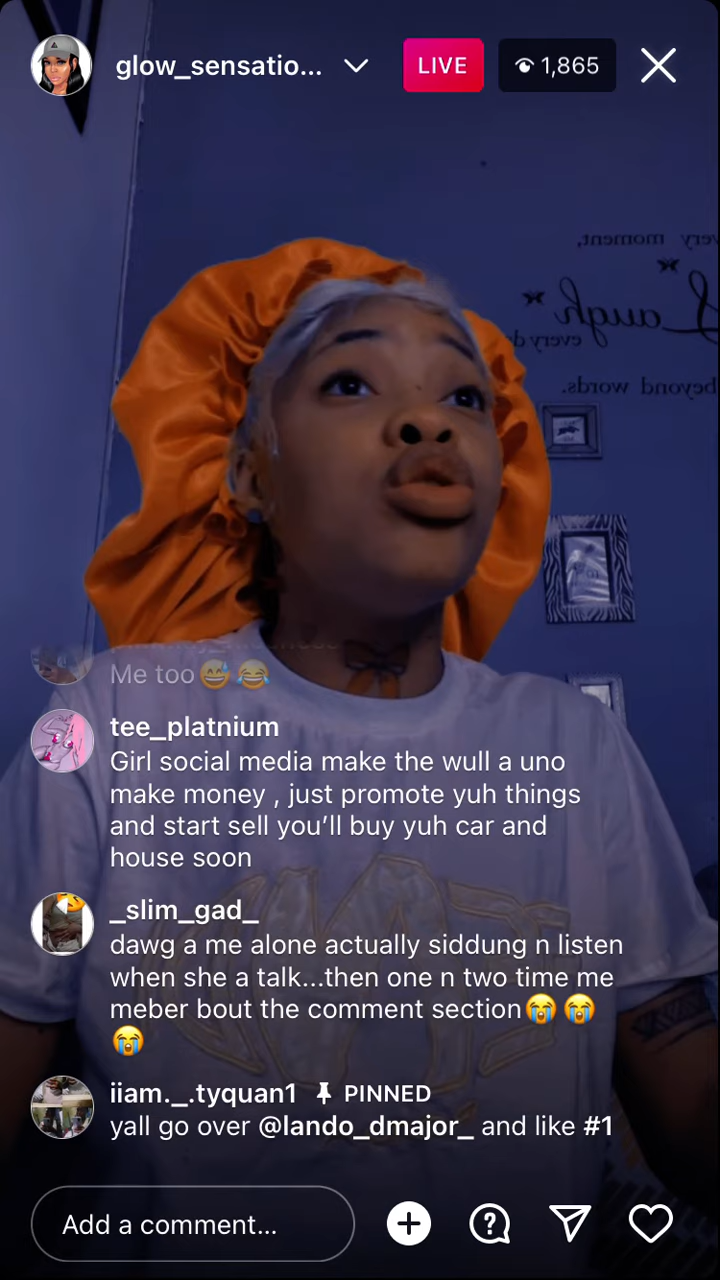 glow_sensatio...
LIVE
1,865
very moment,
Laugh
every d
beyond words.
Me too😅😂
tee_platnium
Girl social media make the wull a uno
make money , just promote yuh things
and start sell you’ll buy yuh car and
house soon
_slim_gad_
dawg a me alone actually siddung n listen
when she a talk...then one n two time me
meber bout the comment section😭😭
😭
iiam._.tyquan1 PINNED
yall go over @lando_dmajor_ and like #1
Add a comment...